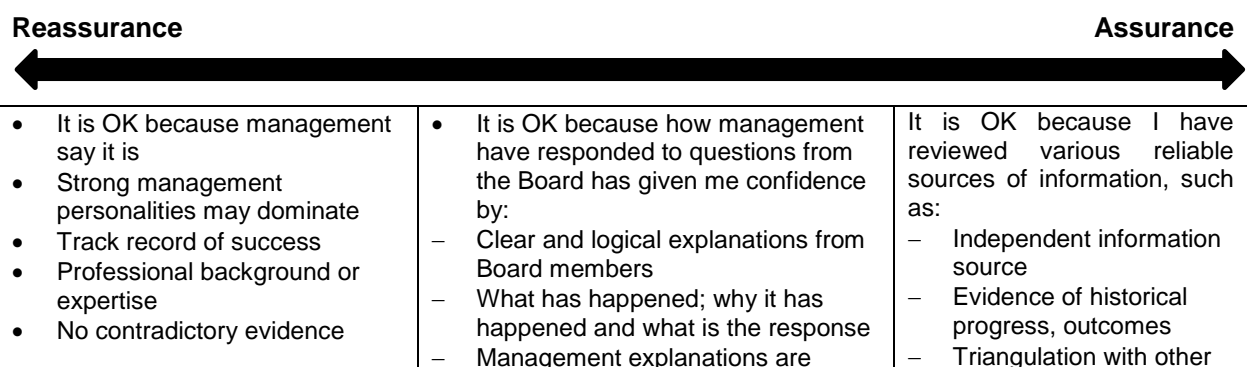 Reassurance Assurance
• It is OK because management
say it is
• Strong management
personalities may dominate
• Track record of success
• Professional background or
expertise
• No contradictory evidence
• It is OK because how management
have responded to questions from
the Board has given me confidence
by:
− Clear and logical explanations from
Board members
− What has happened; why it has
happened and what is the response
− Management explanations are
It is OK because I have
reviewed various reliable
sources of information, such
as:
− Independent information
source
− Evidence of historical
progress, outcomes
− Triangulation with other